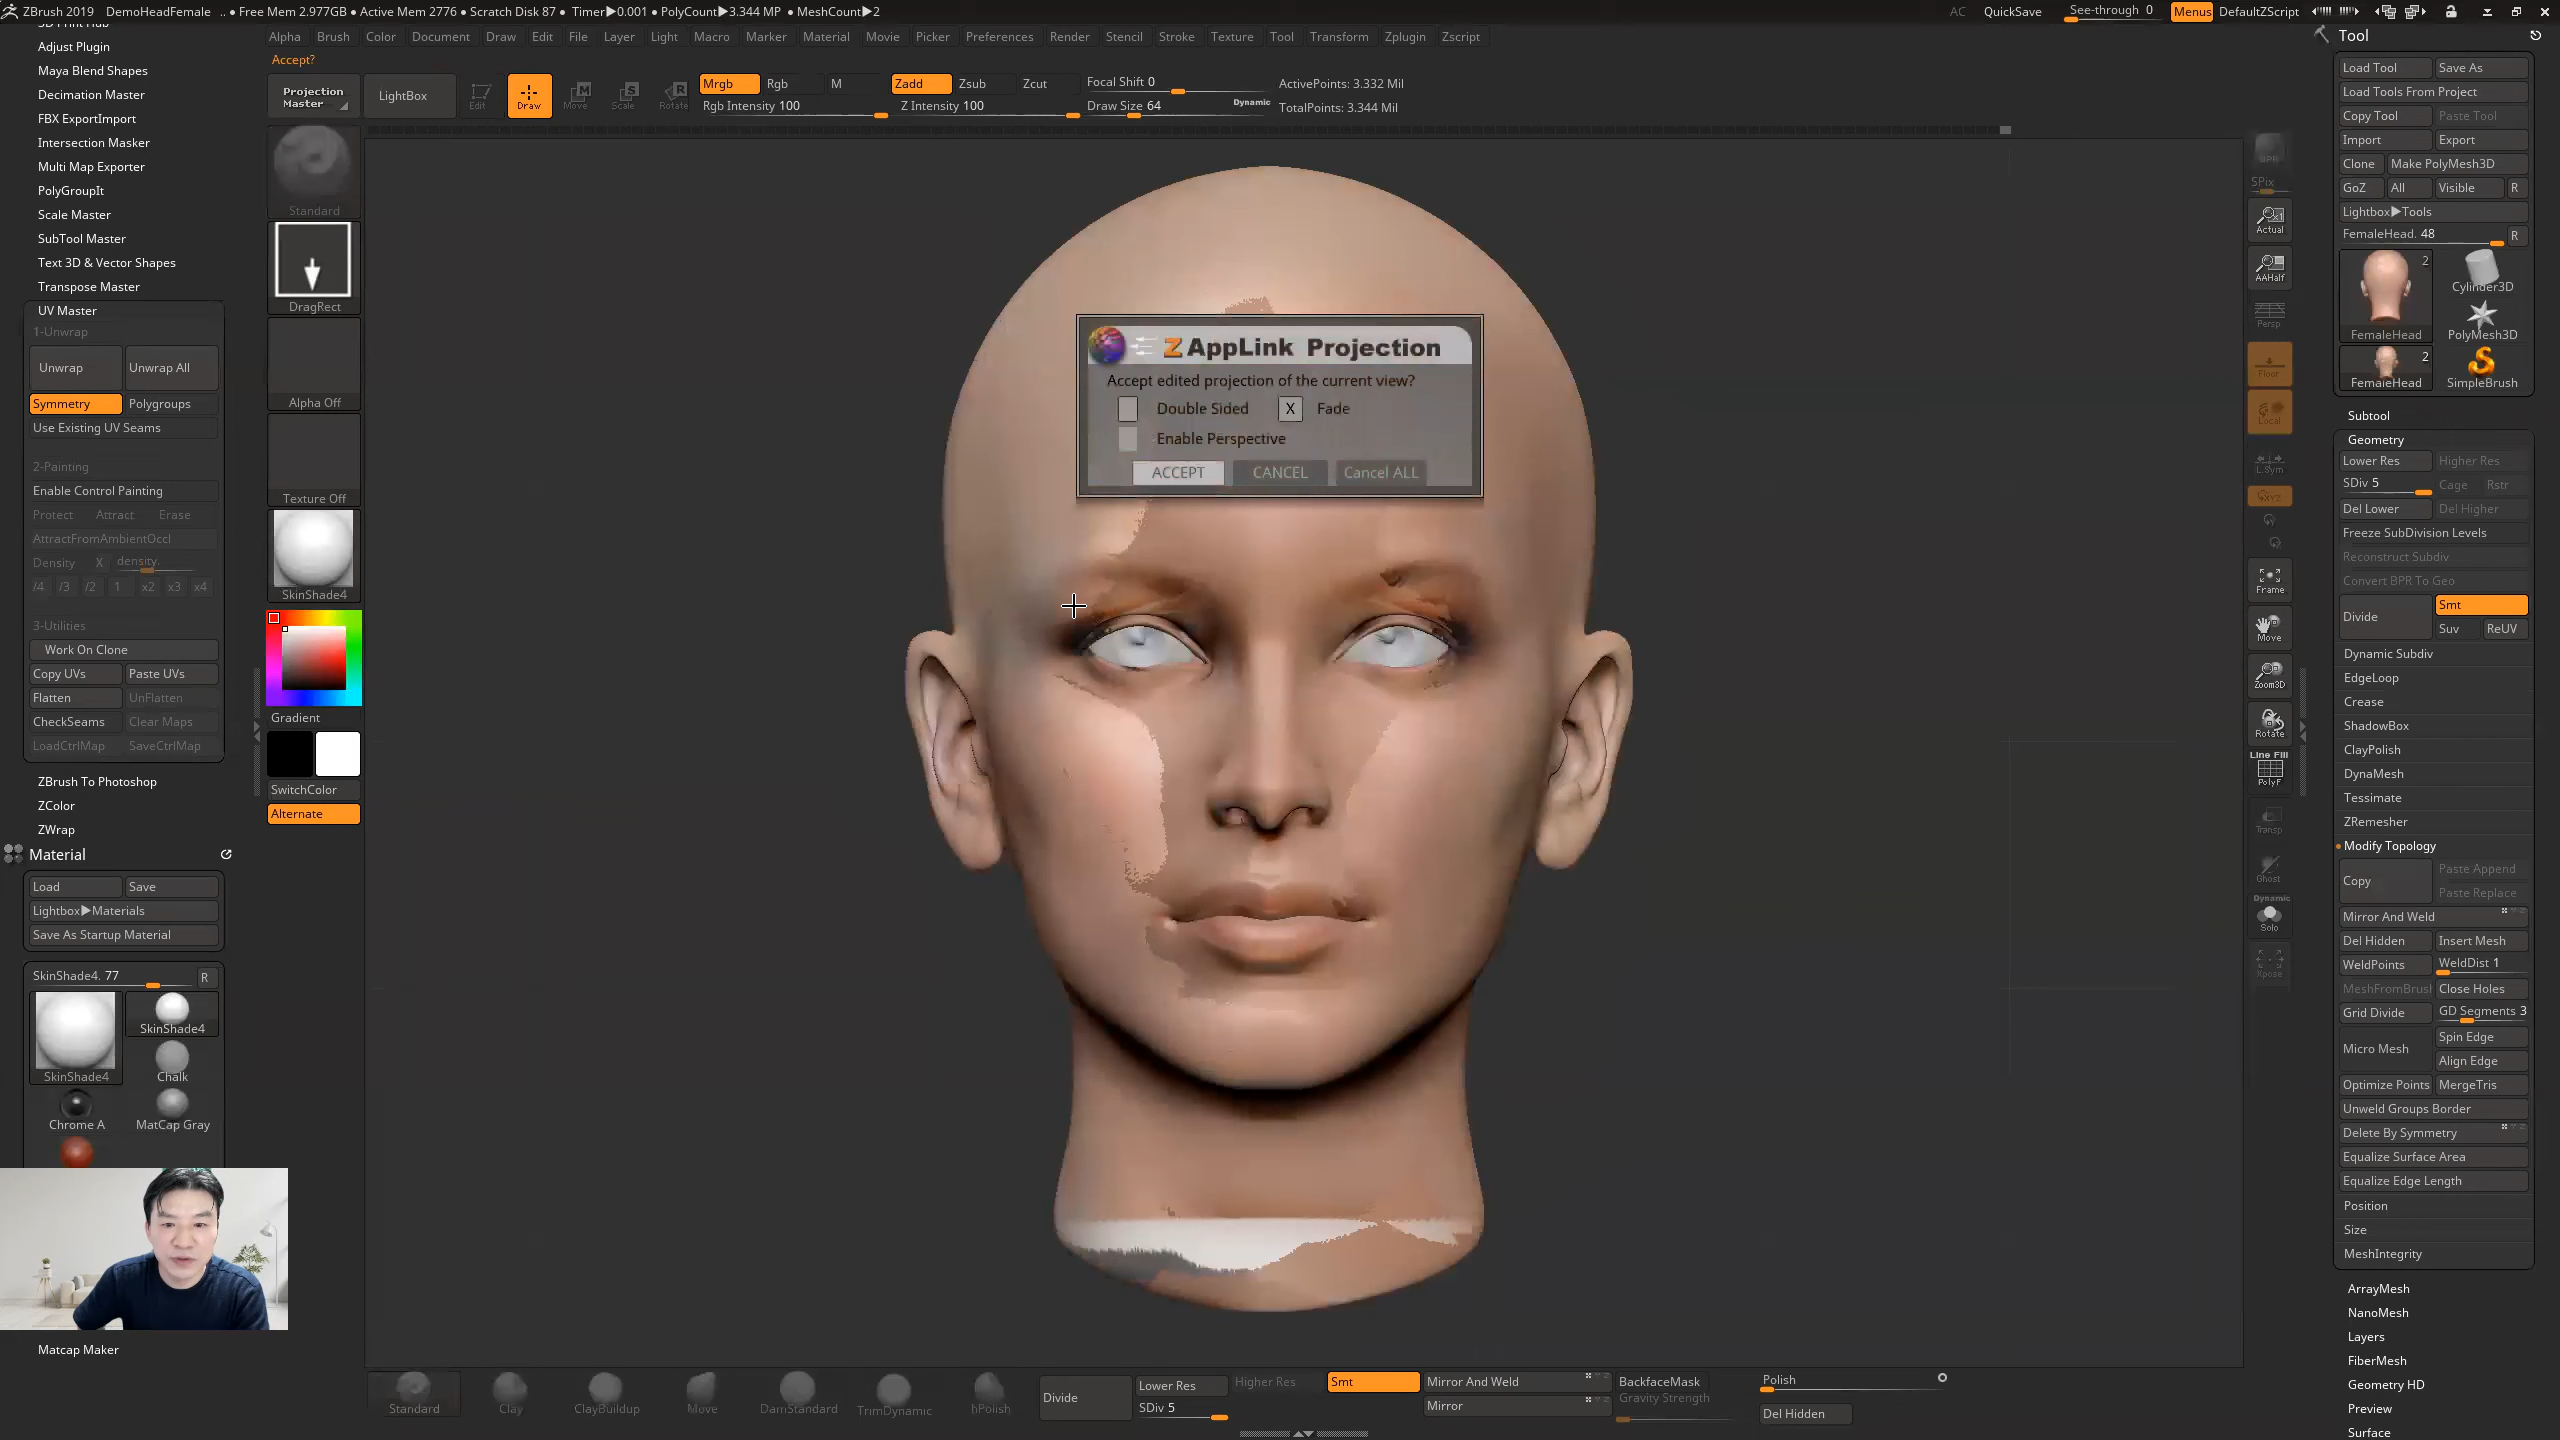 ZBrush 2019 DemoHeadFemale .. • Free Mem 2.977GB • Active Mem 2776 • Scratch Disk 87 • Timer▶0.001 • PolyCount▶3.344 MP • MeshCount▶2 AC QuickSave See-through 0 Menus DefaultZScript
Alpha Brush Color Document Draw Edit File Layer Light Macro Marker Material Movie Picker Preferences Render Stencil Stroke Texture Tool Transform Zplugin Zscript
Accept?
Projection Master
LightBox
Edit
Draw
Move
Scale
Rotate
Mrgb Rgb M
Rgb Intensity 100
Zadd Zsub Zcut
Z Intensity 100
Focal Shift 0
Draw Size 64
Dynamic
ActivePoints: 3.332 Mil
TotalPoints: 3.344 Mil
Adjust Plugin
Maya Blend Shapes
Decimation Master
FBX ExportImport
Intersection Masker
Multi Map Exporter
PolyGroupIt
Scale Master
SubTool Master
Text 3D & Vector Shapes
Transpose Master
UV Master
1-Unwrap
Unwrap Unwrap All
Symmetry Polygroups
Use Existing UV Seams
2-Painting
Enable Control Painting
Protect Attract Erase
AttractFromAmbientOccl
Density X density.
/4 /3 /2 1 x2 x3 x4
3-Utilities
Work On Clone
Copy UVs Paste UVs
Flatten UnFlatten
CheckSeams Clear Maps
LoadCtrlMap SaveCtrlMap
ZBrush To Photoshop
ZColor
ZWrap
Material
Load Save
Lightbox▶Materials
Save As Startup Material
SkinShade4. 77 R
SkinShade4
SkinShade4
Chalk
Chrome A
MatCap Gray
Matcap Maker
Standard
DragRect
Alpha Off
Texture Off
SkinShade4
Gradient
SwitchColor
Alternate
ZAppLink Projection
Accept edited projection of the current view?
Double Sided X Fade
Enable Perspective
ACCEPT CANCEL Cancel ALL
BPR
SPix
Actual
AAHalf
Persp
Floor
Local
L.Sym
XYZ
Frame
Move
Zoom3D
Rotate
Line Fill
PolyF
Transp
Ghost
Dynamic
Solo
Xpose
Tool
Load Tool Save As
Load Tools From Project
Copy Tool Paste Tool
Import Export
Clone Make PolyMesh3D
GoZ All Visible R
Lightbox▶Tools
FemaleHead. 48 R
2
FemaleHead
Cylinder3D
PolyMesh3D
2
FemaleHead
SimpleBrush
Subtool
Geometry
Lower Res Higher Res
SDiv 5 Cage Rstr
Del Lower Del Higher
Freeze SubDivision Levels
Reconstruct Subdiv
Convert BPR To Geo
Divide Smt
Suv ReUV
Dynamic Subdiv
EdgeLoop
Crease
ShadowBox
ClayPolish
DynaMesh
Tessimate
ZRemesher
Modify Topology
Copy Paste Append
Paste Replace
Mirror And Weld
Del Hidden Insert Mesh
WeldPoints WeldDist 1
MeshFromBrush Close Holes
Grid Divide GD Segments 3
Micro Mesh Spin Edge
Align Edge
Optimize Points MergeTris
Unweld Groups Border
Delete By Symmetry
Equalize Surface Area
Equalize Edge Length
Position
Size
MeshIntegrity
ArrayMesh
NanoMesh
Layers
FiberMesh
Geometry HD
Preview
Surface
Standard Clay ClayBuildup Move DamStandard TrimDynamic hPolish
Divide
Lower Res Higher Res
SDiv 5
Smt
Mirror And Weld
Mirror
BackfaceMask
Gravity Strength
Polish
Del Hidden